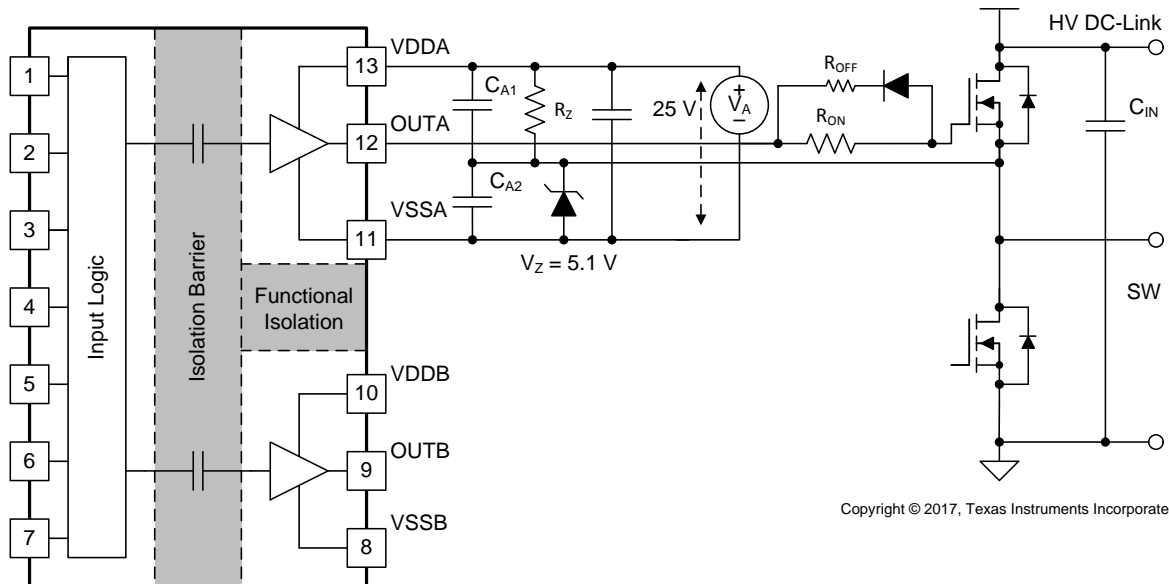 HV DC-Link
VDDA
1
13
C_A1
R_OFF
R_Z
25 V
+
V_A
−
R_ON
C_IN
OUTA
2
12
C_A2
VSSA
3
11
V_Z = 5.1 V
Input Logic
Isolation Barrier
Functional
Isolation
SW
4
VDDB
5
10
OUTB
6
9
VSSB
7
8
Copyright © 2017, Texas Instruments Incorporate